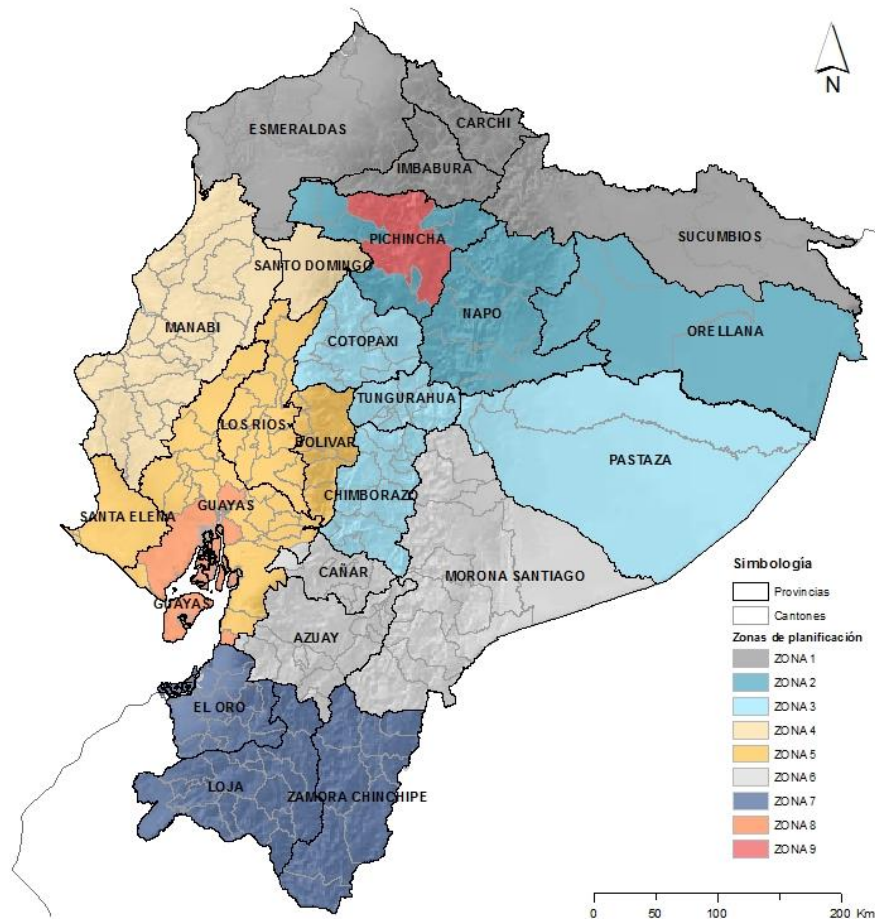 N
CARCHI
ESMERALDAS
IMBABURA
SUCUMBIOS
PICHINCHA
SANTO DOMINGO
NAPO
MANABI
ORELLANA
COTOPAXI
TUNGURAHUA
LOS RIOS
BOLIVAR
PASTAZA
CHIMBORAZO
GUAYAS
SANTA ELENA
CAÑAR
MORONA SANTIAGO
GUAYAS
AZUAY
EL ORO
LOJA
ZAMORA CHINCHIPE
Simbología
Provincias
Cantones
Zonas de planificación
ZONA 1
ZONA 2
ZONA 3
ZONA 4
ZONA 5
ZONA 6
ZONA 7
ZONA 8
ZONA 9
0 50 100 200 Km